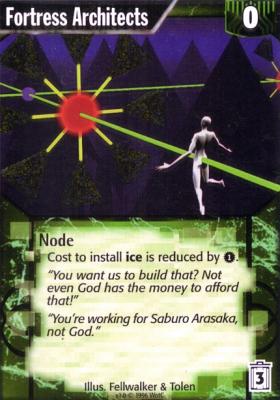 Fortress Architects
0
Node
Cost to install ice is reduced by 1.
"You want us to build that? Not
even God has the money to afford
that!"
"You're working for Saburo Arasaka,
not God."
Illus. Fellwalker & Tolen
© 1996 WotC
3